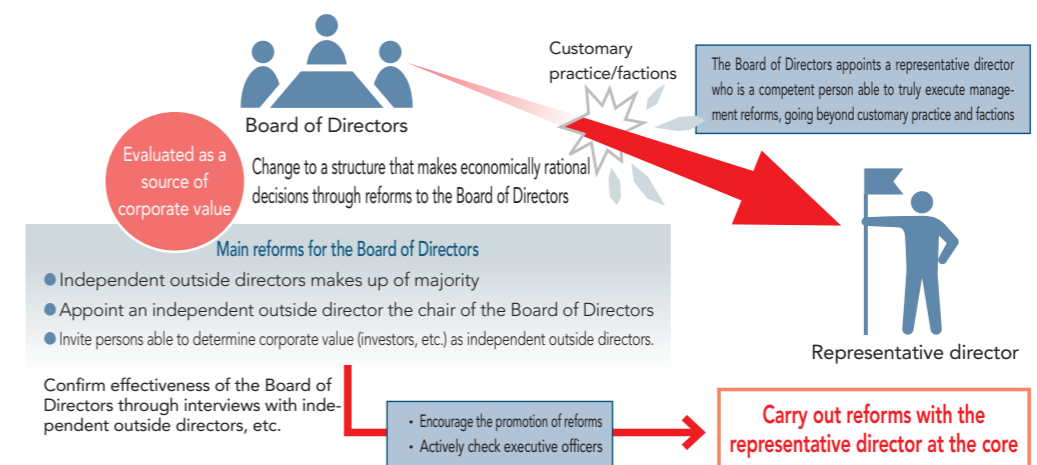 Customary
practice/factions
The Board of Directors appoints a representative director
who is a competent person able to truly execute manage-
ment reforms, going beyond customary practice and factions
Board of Directors
Evaluated as a
source of
corporate value
Change to a structure that makes economically rational
decisions through reforms to the Board of Directors
Main reforms for the Board of Directors
● Independent outside directors makes up of majority
● Appoint an independent outside director the chair of the Board of Directors
● Invite persons able to determine corporate value (investors, etc.) as independent outside directors.
Representative director
Confirm effectiveness of the Board of
Directors through interviews with inde-
pendent outside directors, etc.
・ Encourage the promotion of reforms
・ Actively check executive officers
Carry out reforms with the
representative director at the core